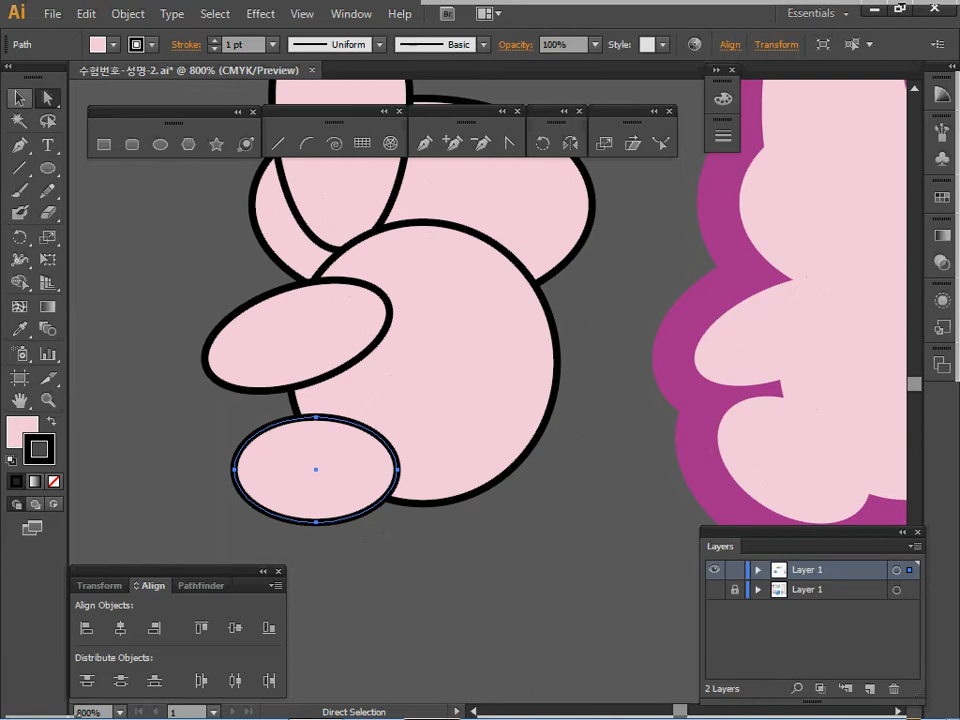 Ai File Edit Object Type Select Effect View Window Help Br Essentials
Path Stroke: 1 pt Uniform Basic Opacity: 100% Style: Align Transform
수험번호-성명-2.ai* @ 800% (CMYK/Preview)
Layers
Layer 1
Layer 1
2 Layers
Transform Align Pathfinder
Align Objects:
Distribute Objects:
800% 1 Direct Selection